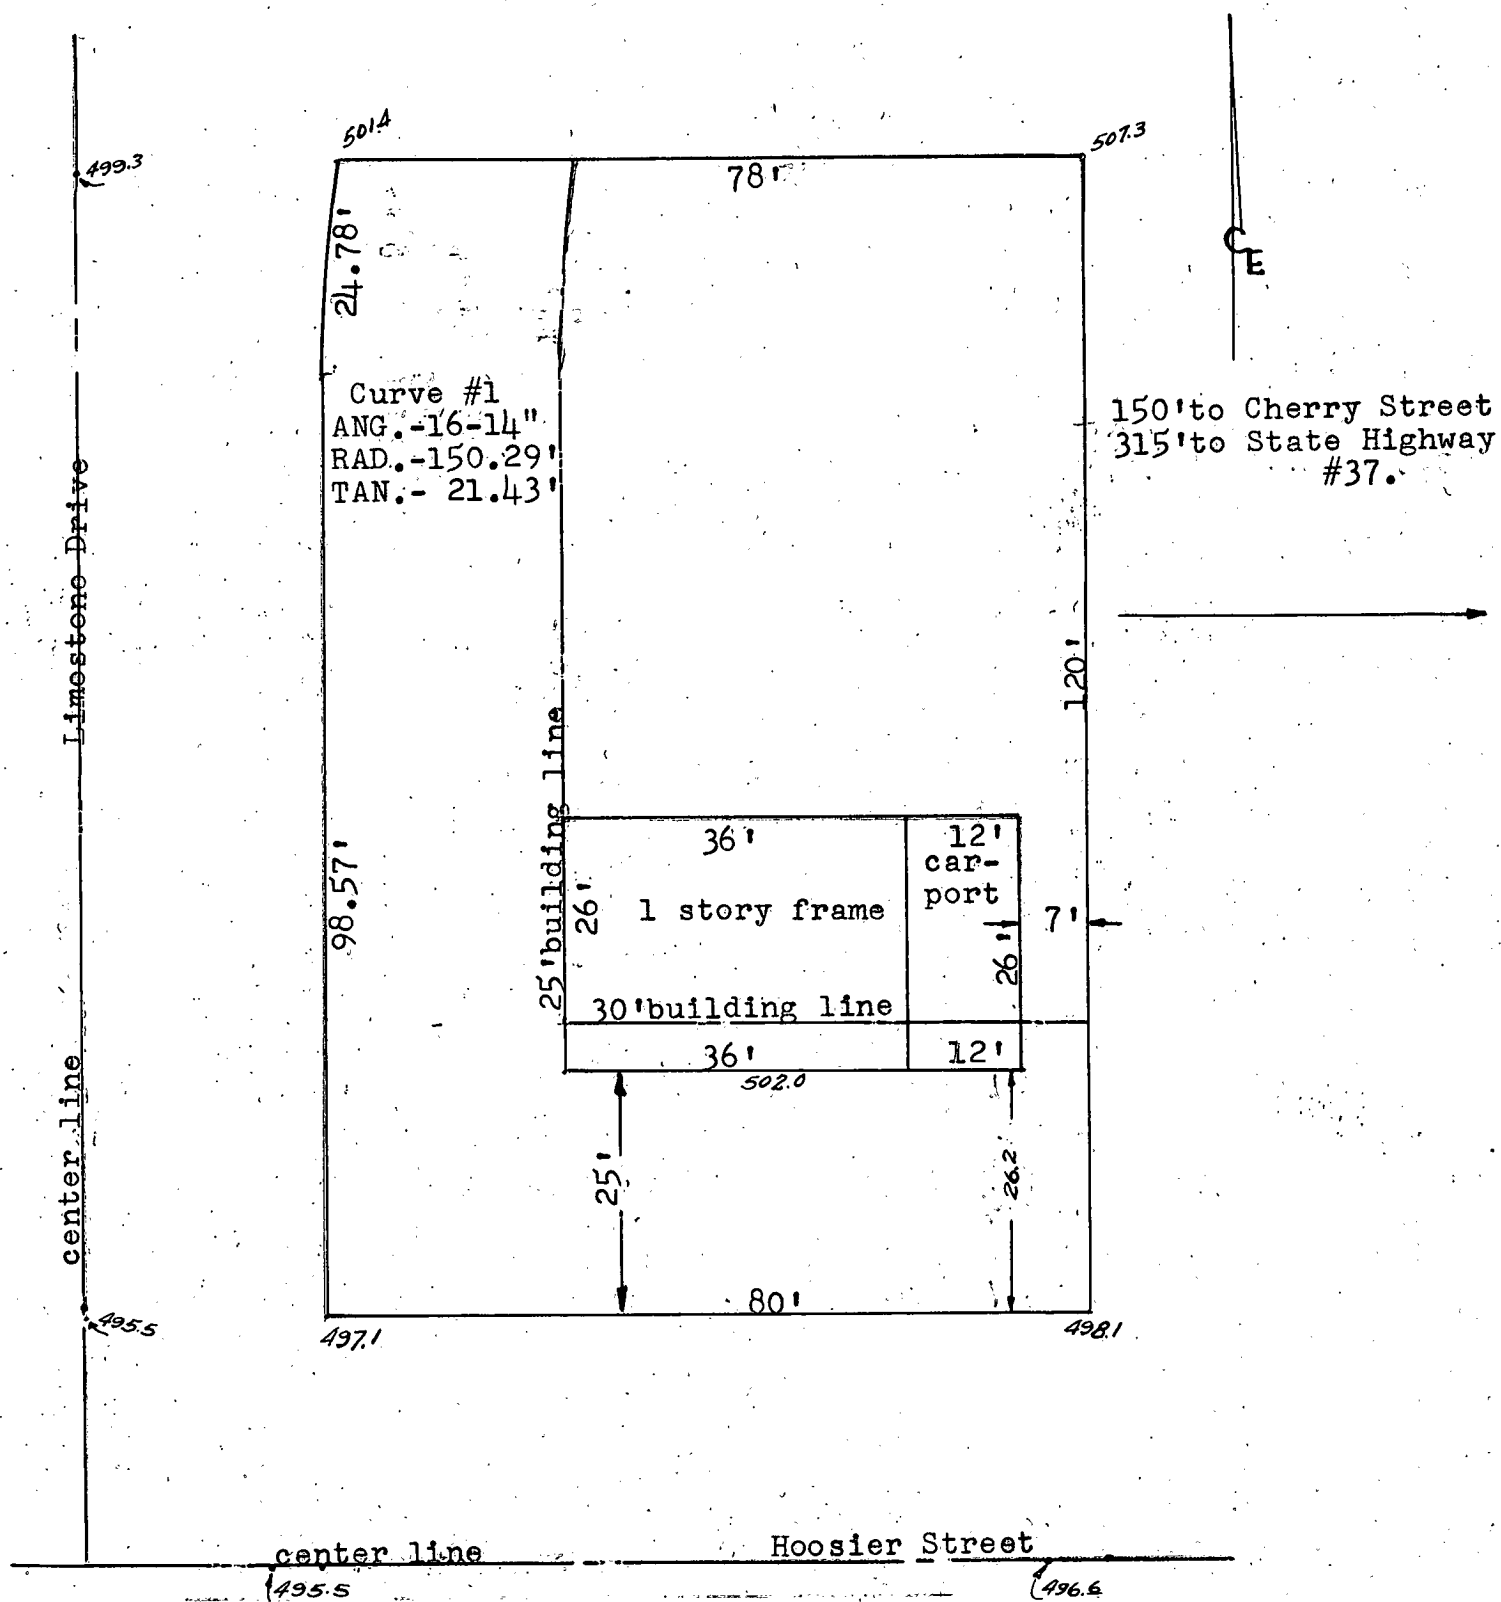 501.4
507.3
499.3
78'
24.78'
C
E
Curve #1
ANG.-16-14"
RAD.-150.29'
TAN.- 21.43'
150'to Cherry Street
315'to State Highway
#37.
Limostono Drive
120'
25'building line
36'
12'
car-
port
98.57'
26'
1 story frame
7'
26'
30'building line
36'
12'
502.0
center line
25'
26.2'
80'
495.5
497.1
498.1
center line
Hoosier Street
495.5
496.6